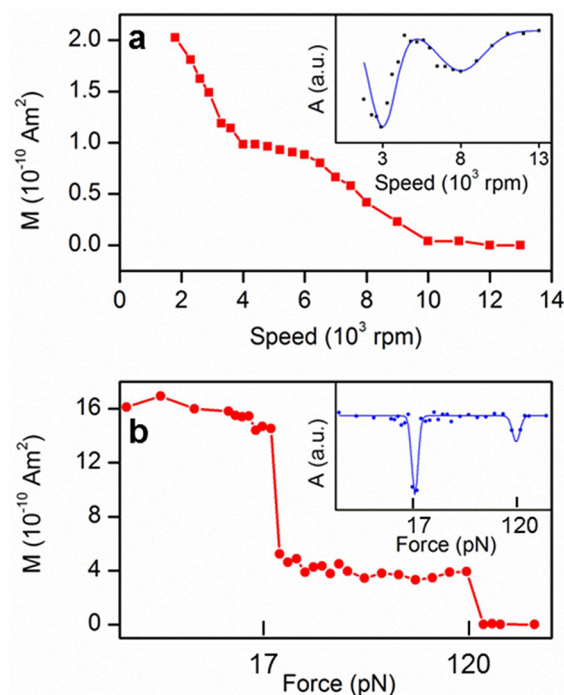 a
M (10⁻¹⁰ Am²)
2.0
1.5
1.0
0.5
0.0
0 2 4 6 8 10 12 14
Speed (10³ rpm)
A (a.u.)
3 8 13
Speed (10³ rpm)
b
M (10⁻¹⁰ Am²)
16
12
8
4
0
17 120
Force (pN)
A (a.u.)
17 120
Force (pN)